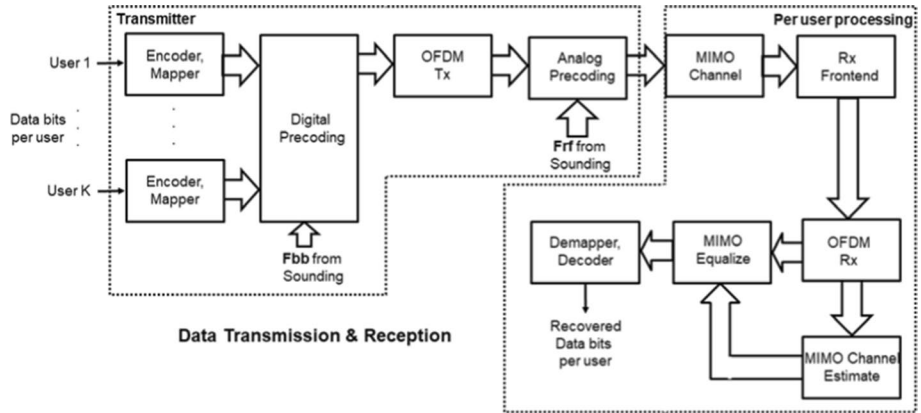 Transmitter
Per user processing
User 1
Encoder,
Mapper
OFDM
Tx
Analog
Precoding
MIMO
Channel
Rx
Frontend
Data bits
per user
Digital
Precoding
Frf from
Sounding
User K
Encoder,
Mapper
Fbb from
Sounding
Demapper,
Decoder
MIMO
Equalize
OFDM
Rx
Data Transmission & Reception
Recovered
Data bits
per user
MIMO Channel
Estimate